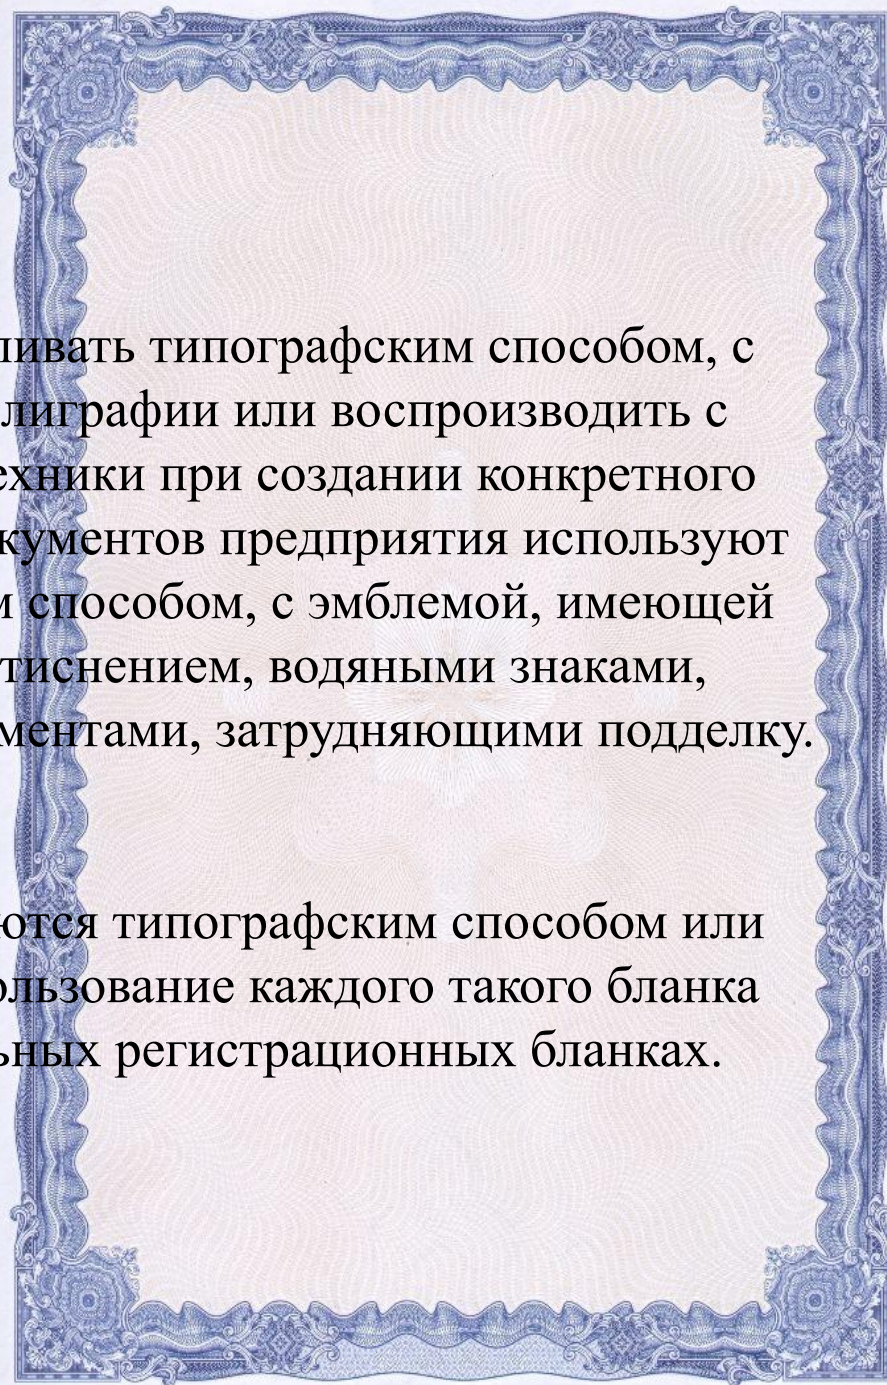 ливать типографским способом, с
лиграфии или воспроизводить с
ехники при создании конкретного
кументов предприятия используют
м способом, с эмблемой, имеющей
тиснением, водяными знаками,
ментами, затрудняющими подделку.
ются типографским способом или
ользование каждого такого бланка
ьных регистрационных бланках.